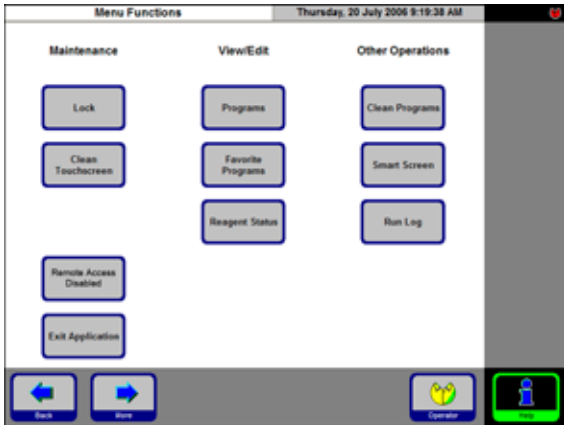 Menu Functions
Thursday, 20 July 2006 9:19:38 AM
Maintenance
View/Edit
Other Operations
Lock
Programs
Clean Programs
Clean
Touchscreen
Favorite
Programs
Smart Screen
Reagent Status
Run Log
Remote Access
Disabled
Exit Application
Back
More
Operator
Help